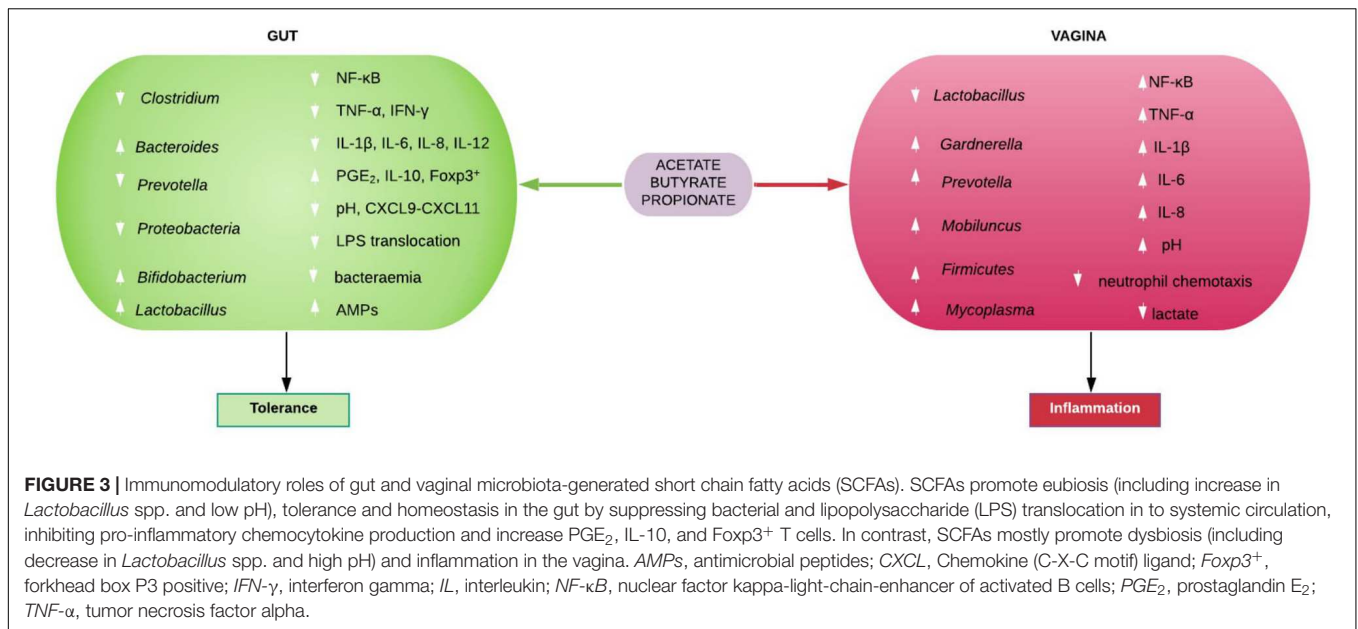 GUT
Clostridium
Bacteroides
Prevotella
Proteobacteria
Bifidobacterium
Lactobacillus
NF-κB
TNF-α, IFN-γ
IL-1β, IL-6, IL-8, IL-12
PGE₂, IL-10, Foxp3⁺
pH, CXCL9-CXCL11
LPS translocation
bacteraemia
AMPs
Tolerance
ACETATE
BUTYRATE
PROPIONATE
VAGINA
Lactobacillus
Gardnerella
Prevotella
Mobiluncus
Firmicutes
Mycoplasma
NF-κB
TNF-α
IL-1β
IL-6
IL-8
pH
neutrophil chemotaxis
lactate
Inflammation
FIGURE 3 | Immunomodulatory roles of gut and vaginal microbiota-generated short chain fatty acids (SCFAs). SCFAs promote eubiosis (including increase in
Lactobacillus spp. and low pH), tolerance and homeostasis in the gut by suppressing bacterial and lipopolysaccharide (LPS) translocation in to systemic circulation,
inhibiting pro-inflammatory chemocytokine production and increase PGE₂, IL-10, and Foxp3⁺ T cells. In contrast, SCFAs mostly promote dysbiosis (including
decrease in Lactobacillus spp. and high pH) and inflammation in the vagina. AMPs, antimicrobial peptides; CXCL, Chemokine (C-X-C motif) ligand; Foxp3⁺,
forkhead box P3 positive; IFN-γ, interferon gamma; IL, interleukin; NF-κB, nuclear factor kappa-light-chain-enhancer of activated B cells; PGE₂, prostaglandin E₂;
TNF-α, tumor necrosis factor alpha.